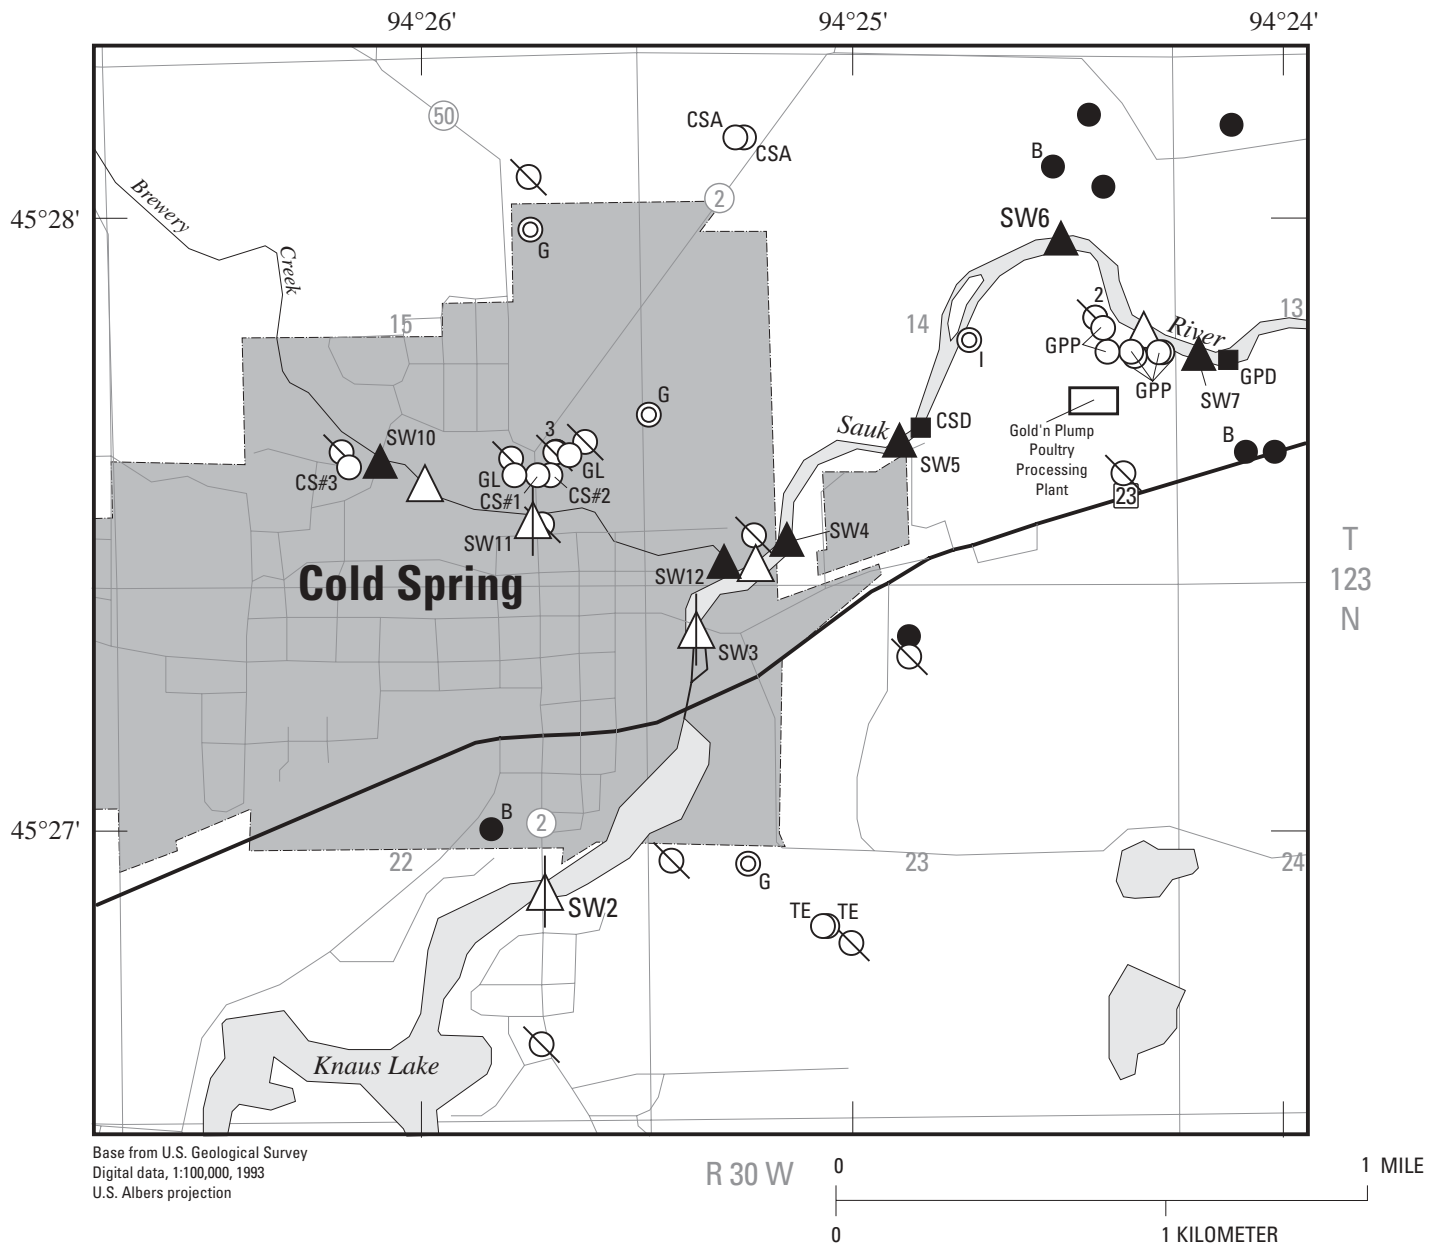 94°26'
94°25'
94°24'
50
CSA
CSA
B
Brewery
2
45°28'
SW6
G
Creek
2
13
15
14
River
GPP
I
GPD
GPP
SW7
G
Sauk
CSD
Gold'n Plump
Poultry
Processing
Plant
B
SW10
3
SW5
GL
GL
CS#3
CS#1
CS#2
23
SW11
SW4
T
123
N
SW12
Cold Spring
SW3
B
2
45°27'
22
23
24
G
SW2
TE
TE
Knaus Lake
Base from U.S. Geological Survey
Digital data, 1:100,000, 1993
U.S. Albers projection
R 30 W
0
1 MILE
0
1 KILOMETER